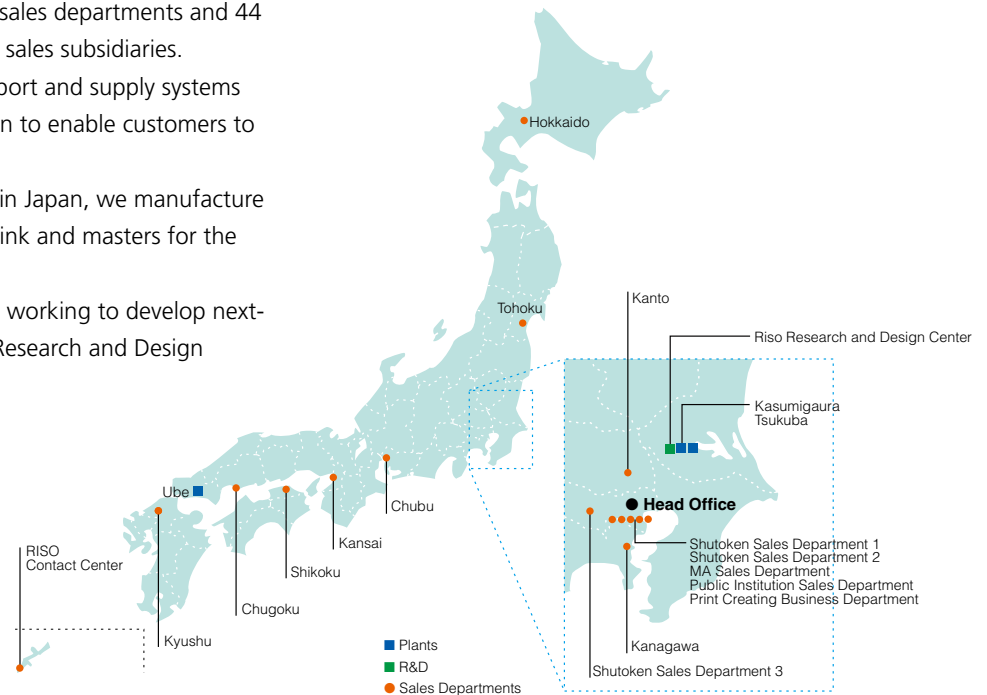 sales departments and 44
sales subsidiaries.
port and supply systems
n to enable customers to
in Japan, we manufacture
ink and masters for the
working to develop next-
Research and Design
Hokkaido
Tohoku
Kanto
Riso Research and Design Center
Kasumigaura
Tsukuba
Head Office
Shutoken Sales Department 1
Shutoken Sales Department 2
MA Sales Department
Public Institution Sales Department
Print Creating Business Department
Kanagawa
Shutoken Sales Department 3
Chubu
Kansai
Shikoku
Chugoku
Ube
Kyushu
RISO
Contact Center
Plants
R&D
Sales Departments